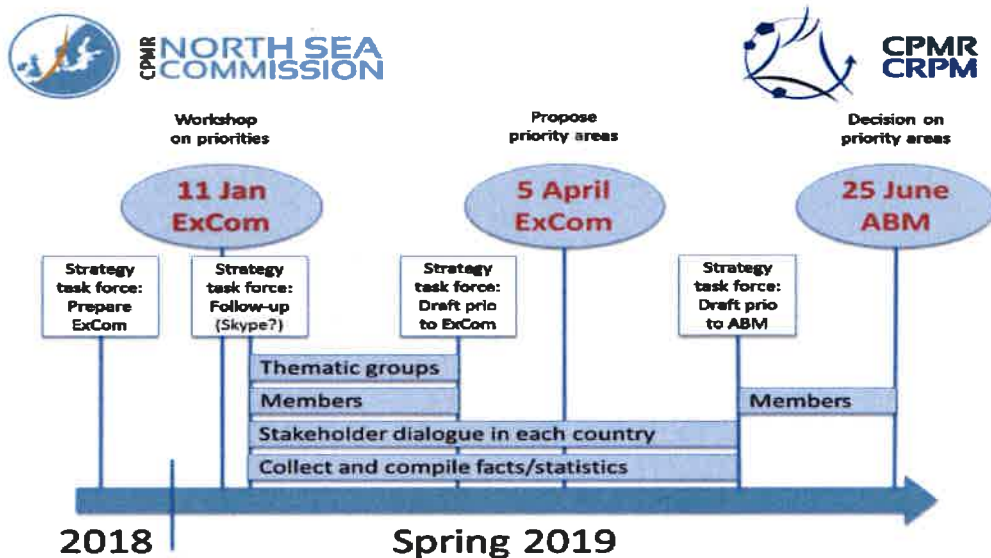 CPMR NORTH SEA
COMMISSION
CPMR
CRPM
Workshop
on priorities
Propose
priority areas
Decision on
priority areas
11 Jan
ExCom
5 April
ExCom
25 June
ABM
Strategy
task force:
Prepare
ExCom
Strategy
task force:
Follow-up
(Skype?)
Strategy
task force:
Draft prio
to ExCom
Strategy
task force:
Draft prio
to ABM
Thematic groups
Members
Members
Stakeholder dialogue in each country
Collect and compile facts/statistics
2018
Spring 2019